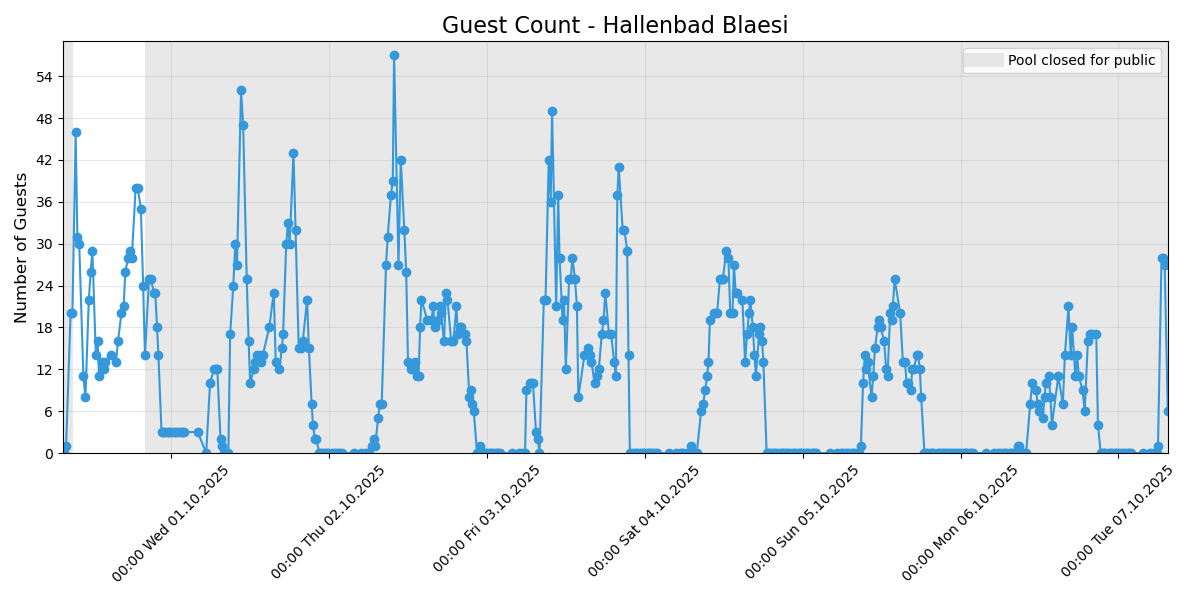 Guest Count - Hallenbad Blaesi
Pool closed for public
Number of Guests
54
48
42
36
30
24
18
12
6
0
00:00 Wed 01.10.2025
00:00 Thu 02.10.2025
00:00 Fri 03.10.2025
00:00 Sat 04.10.2025
00:00 Sun 05.10.2025
00:00 Mon 06.10.2025
00:00 Tue 07.10.2025